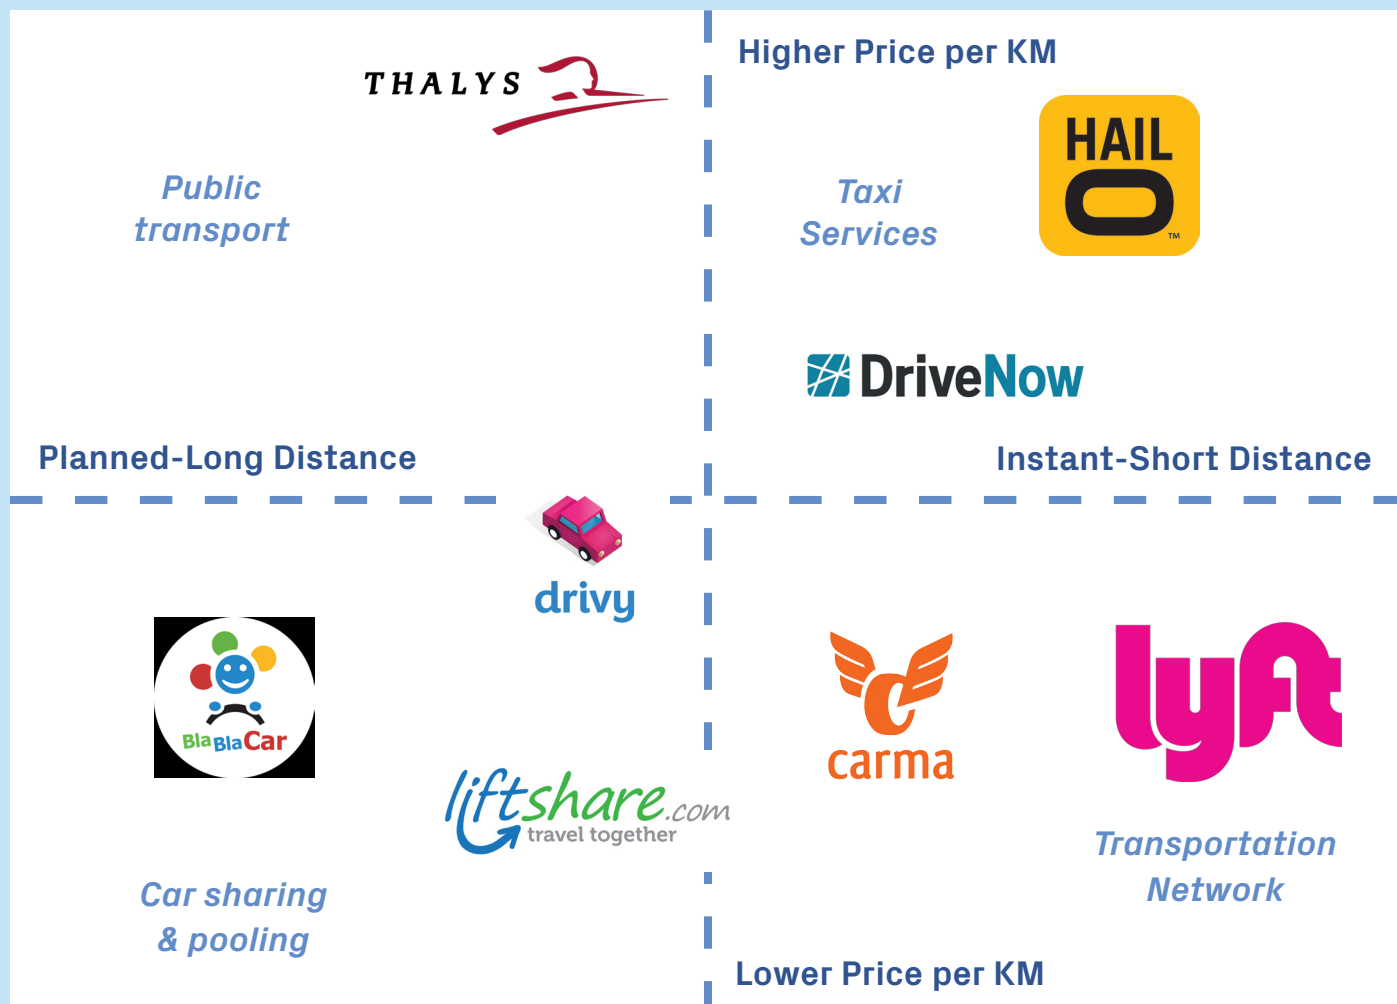 Higher Price per KM
THALYS
HAIL
O
TM
Public
transport
Taxi
Services
DriveNow
Planned-Long Distance
Instant-Short Distance
drivy
BlaBlaCar
carma
lyft
liftshare.com
travel together
Transportation
Network
Car sharing
& pooling
Lower Price per KM